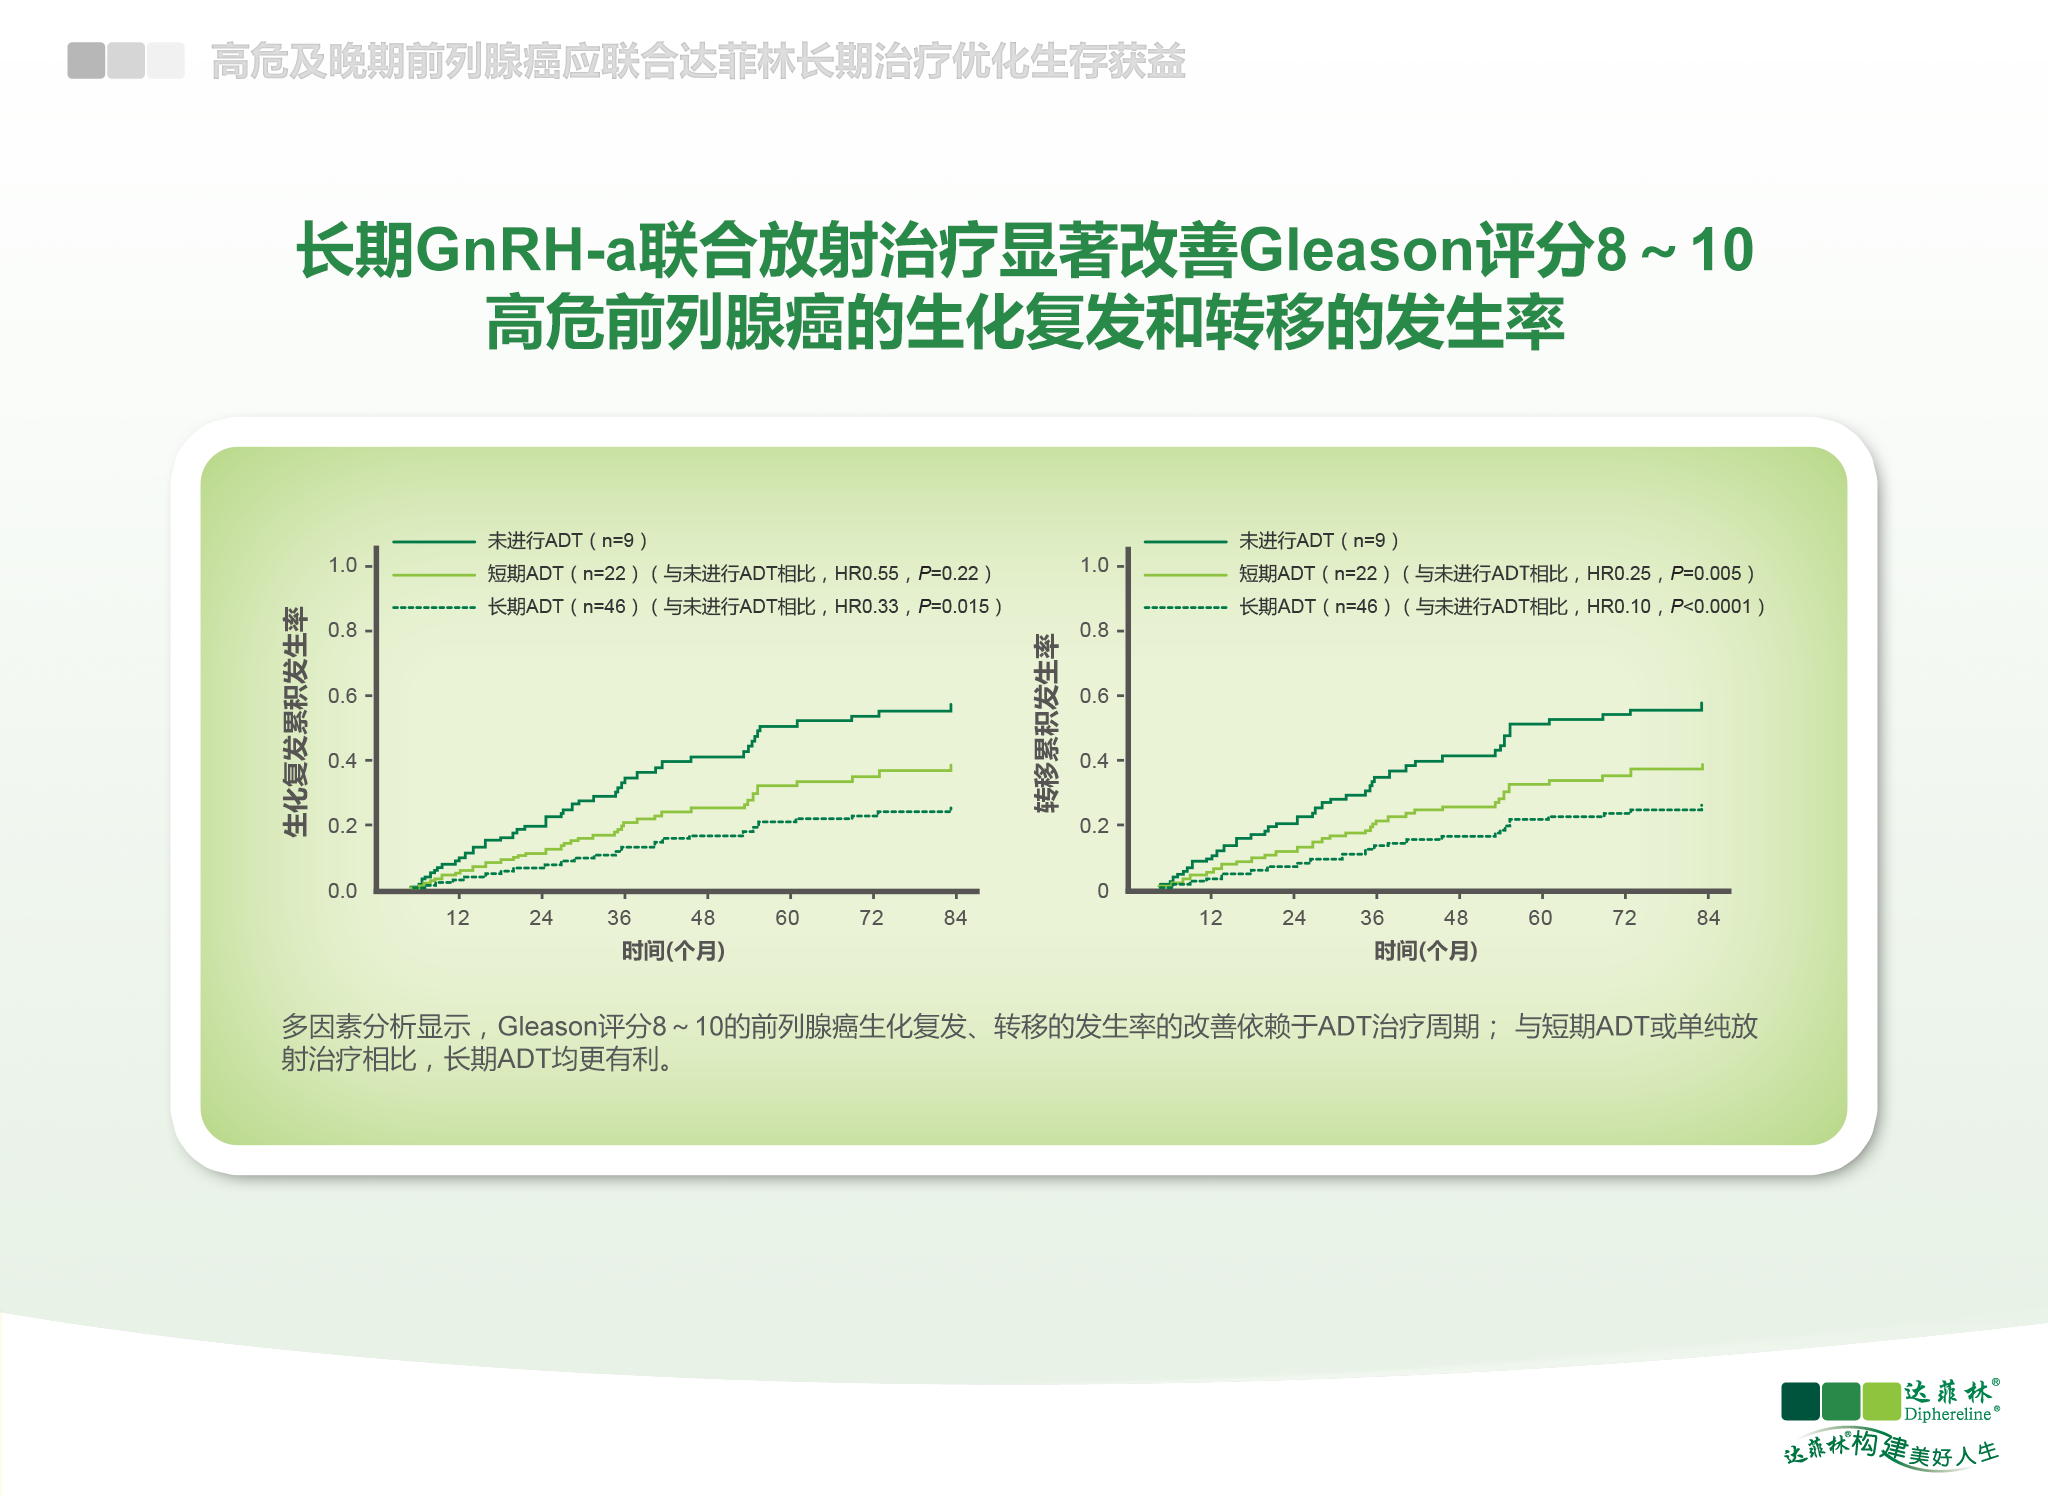 高危及晚期前列腺癌应联合达菲林长期治疗优化生存获益
长期GnRH-a联合放射治疗显著改善Gleason评分8～10
高危前列腺癌的生化复发和转移的发生率
未进行ADT（n=9）
短期ADT（n=22）（与未进行ADT相比，HR0.55，P=0.22）
长期ADT（n=46）（与未进行ADT相比，HR0.33，P=0.015）
生化复发累积发生率
1.0
0.8
0.6
0.4
0.2
0.0
12 24 36 48 60 72 84
时间(个月)
未进行ADT（n=9）
短期ADT（n=22）（与未进行ADT相比，HR0.25，P=0.005）
长期ADT（n=46）（与未进行ADT相比，HR0.10，P<0.0001）
转移累积发生率
1.0
0.8
0.6
0.4
0.2
0
12 24 36 48 60 72 84
时间(个月)
多因素分析显示，Gleason评分8～10的前列腺癌生化复发、转移的发生率的改善依赖于ADT治疗周期； 与短期ADT或单纯放
射治疗相比，长期ADT均更有利。
达菲林®
Diphereline®
达菲林®构建美好人生